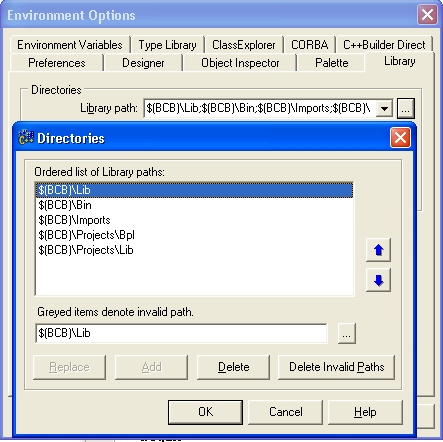 Environment Options
Environment Variables Type Library ClassExplorer CORBA C++Builder Direct
Preferences Designer Object Inspector Palette Library
Directories
Library path: $(BCB)\Lib;$(BCB)\Bin;$(BCB)\Imports;$(BCB)\ ...
Directories
Ordered list of Library paths:
$(BCB)\Lib
$(BCB)\Bin
$(BCB)\Imports
$(BCB)\Projects\Bpl
$(BCB)\Projects\Lib
Greyed items denote invalid path.
$(BCB)\Lib ...
Replace Add Delete Delete Invalid Paths
OK Cancel Help